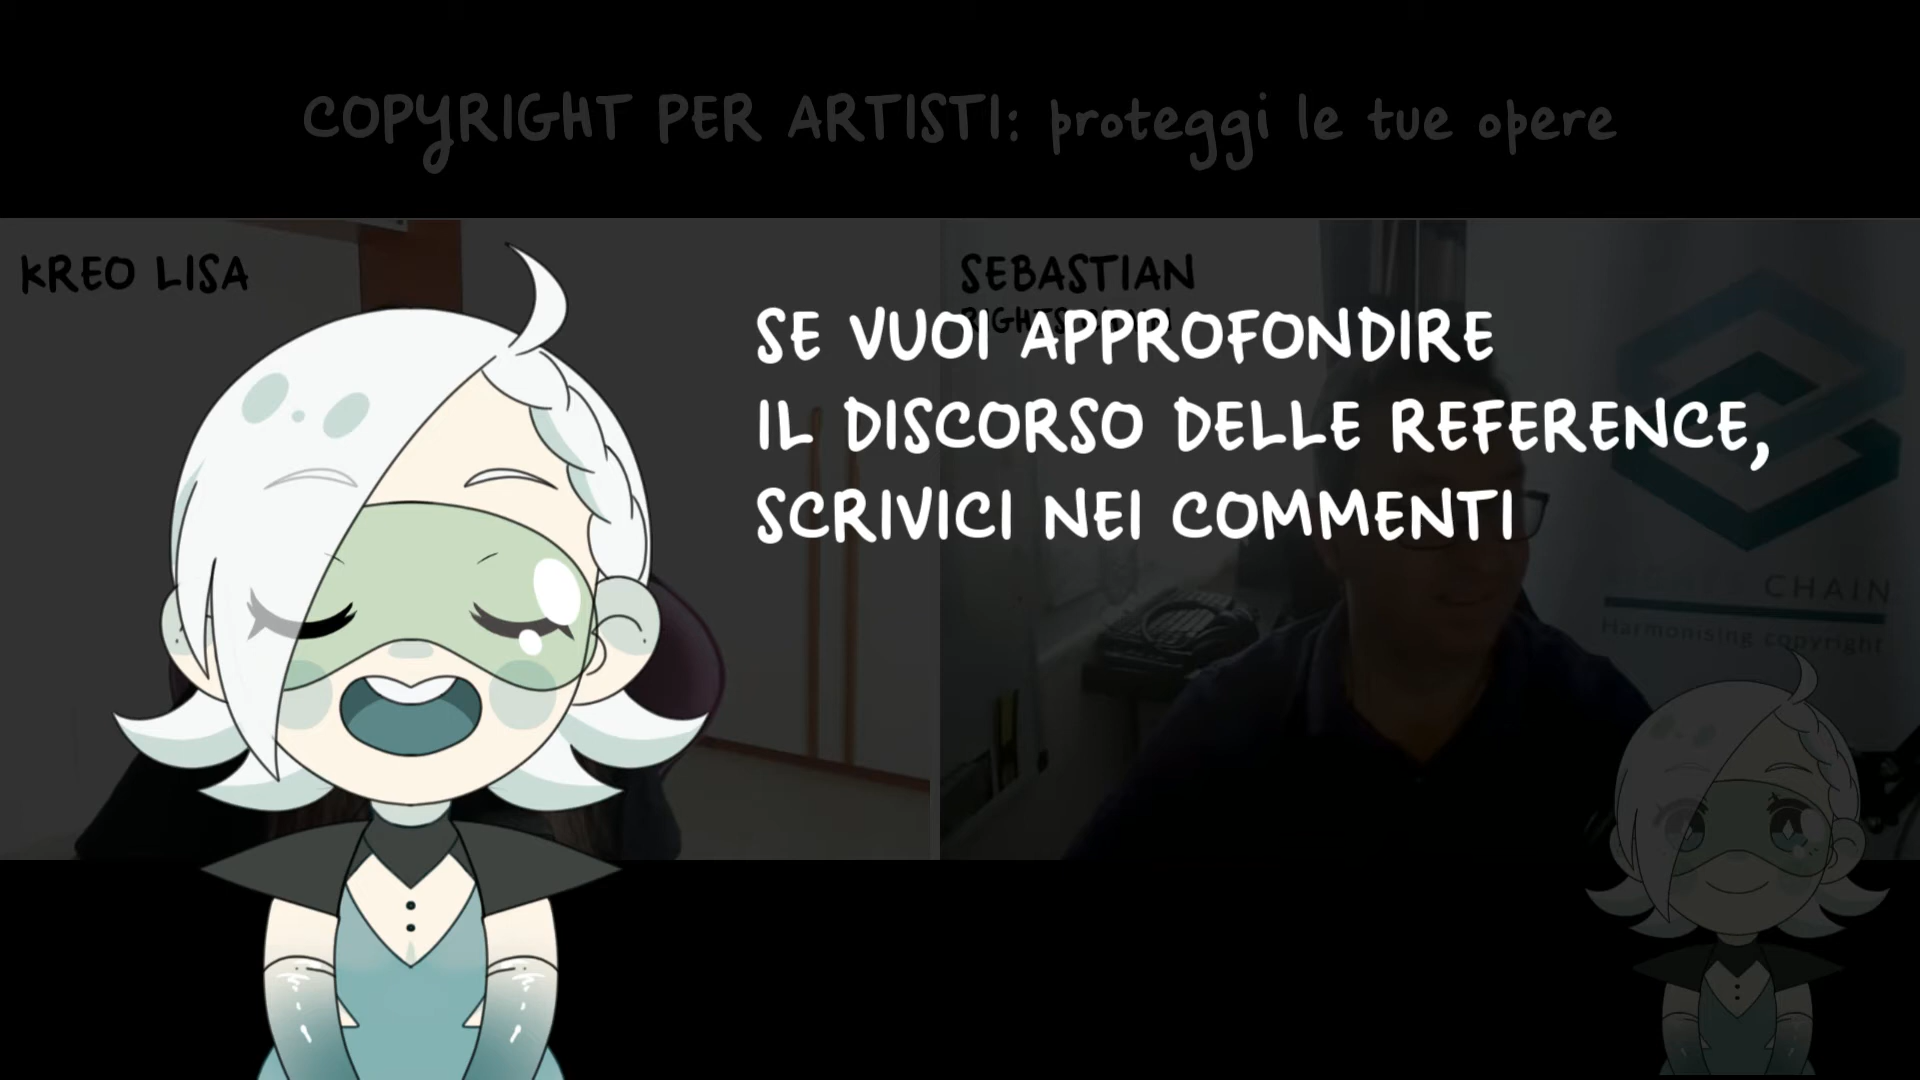 COPYRIGHT PER ARTISTI: proteggi le tue opere
KREO LISA
SEBASTIAN
SE VUOI APPROFONDIRE
IL DISCORSO DELLE REFERENCE,
SCRIVICI NEI COMMENTI
CHAIN
Harmonising copyright